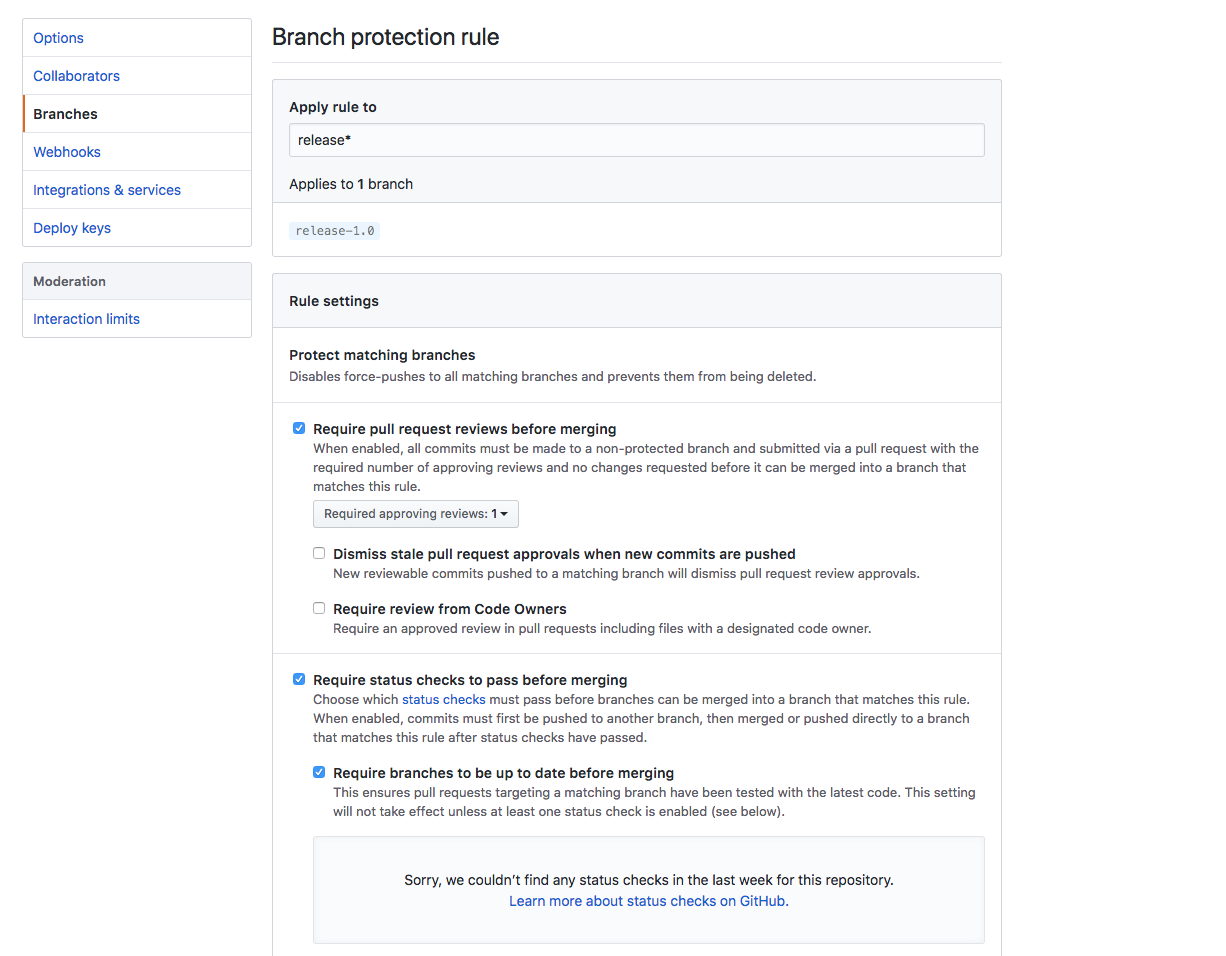 Options
Collaborators
Branches
Webhooks
Integrations & services
Deploy keys
Moderation
Interaction limits
Branch protection rule
Apply rule to
release*
Applies to 1 branch
release-1.0
Rule settings
Protect matching branches
Disables force-pushes to all matching branches and prevents them from being deleted.
Require pull request reviews before merging
When enabled, all commits must be made to a non-protected branch and submitted via a pull request with the
required number of approving reviews and no changes requested before it can be merged into a branch that
matches this rule.
Required approving reviews: 1
Dismiss stale pull request approvals when new commits are pushed
New reviewable commits pushed to a matching branch will dismiss pull request review approvals.
Require review from Code Owners
Require an approved review in pull requests including files with a designated code owner.
Require status checks to pass before merging
Choose which status checks must pass before branches can be merged into a branch that matches this rule.
When enabled, commits must first be pushed to another branch, then merged or pushed directly to a branch
that matches this rule after status checks have passed.
Require branches to be up to date before merging
This ensures pull requests targeting a matching branch have been tested with the latest code. This setting
will not take effect unless at least one status check is enabled (see below).
Sorry, we couldn’t find any status checks in the last week for this repository.
Learn more about status checks on GitHub.